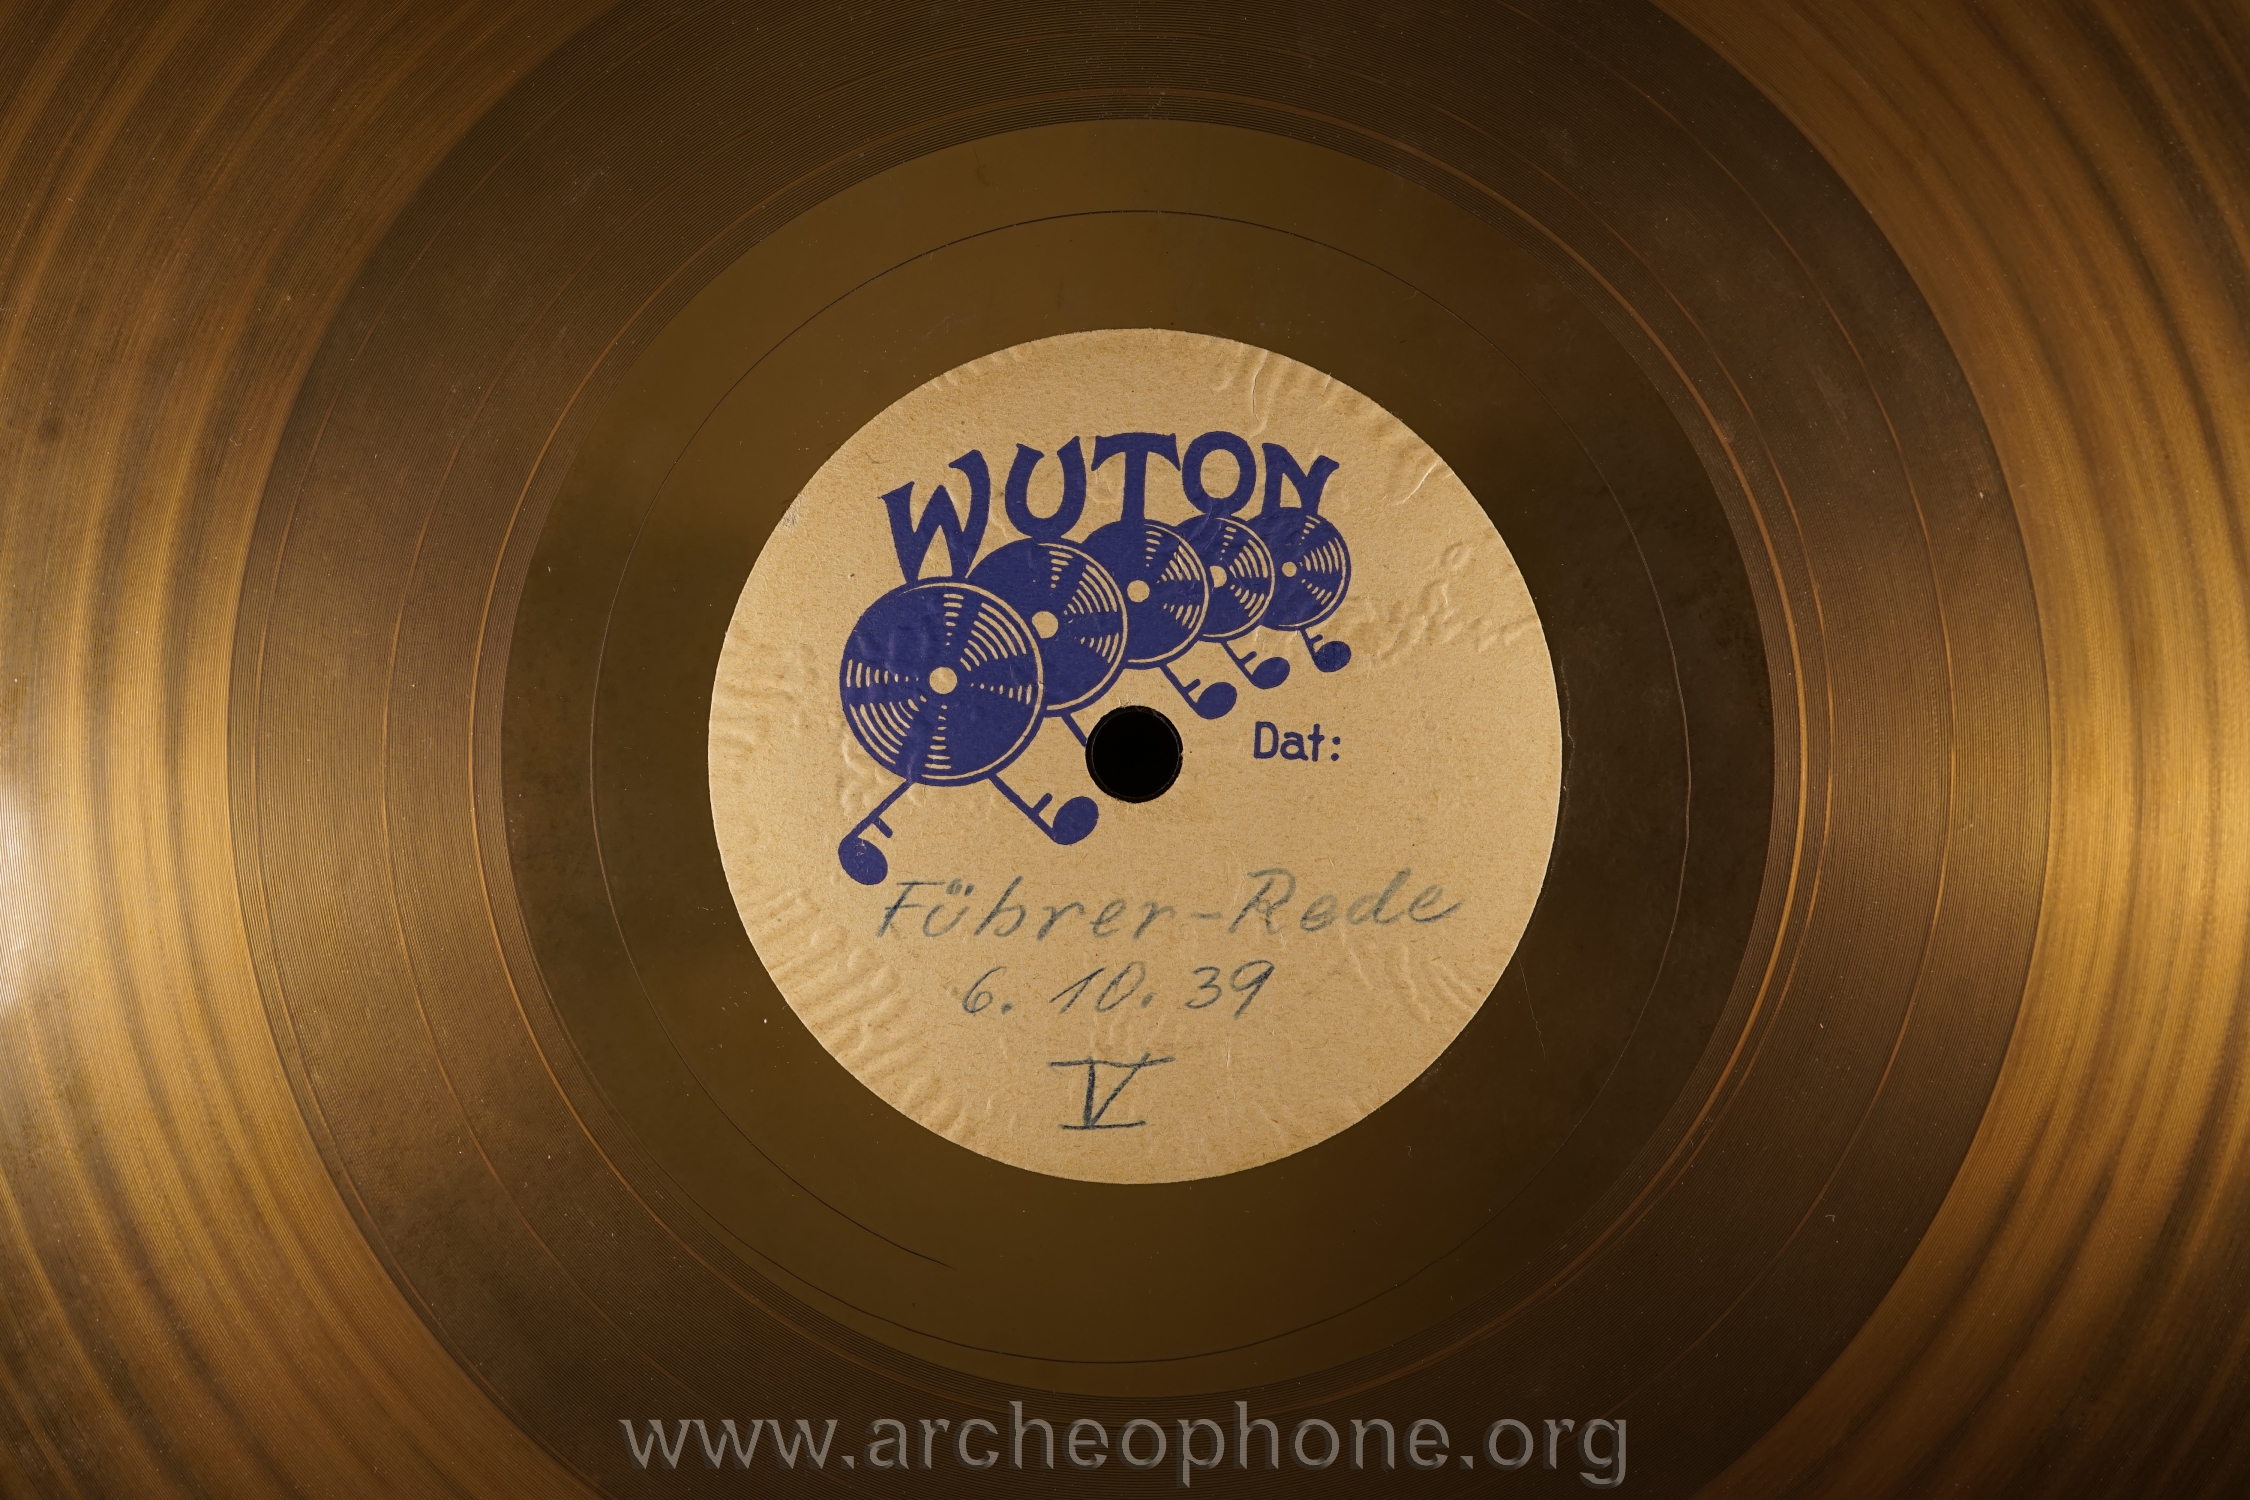 WUTON
Dat:
Führer-Rede
6. 10. 39
V
www.archeophone.org